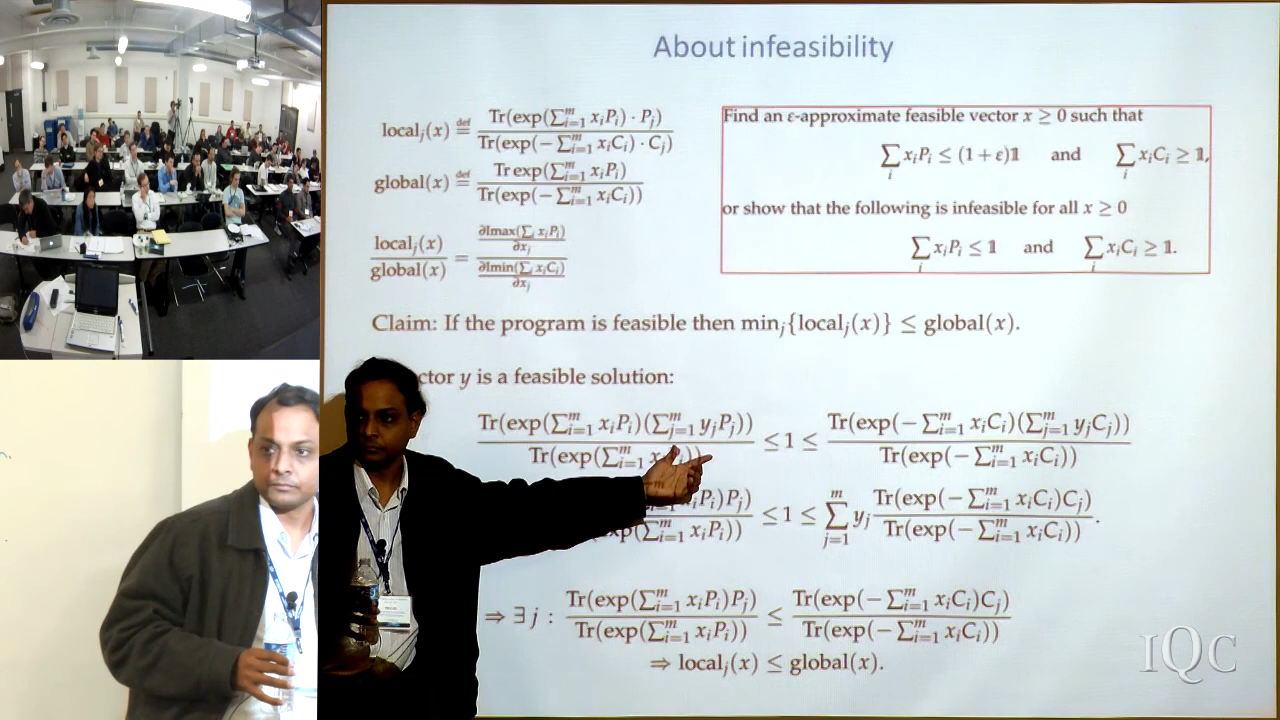 About infeasibility
local_j(x) ≝ Tr(exp(∑_{i=1}^m x_i P_i) · P_j) / Tr(exp(−∑_{i=1}^m x_i C_i) · C_j)
global(x) ≝ Tr exp(∑_{i=1}^m x_i P_i) / Tr(exp(−∑_{i=1}^m x_i C_i))
local_j(x) / global(x) = (∂lmax(∑_i x_i P_i) / ∂x_j) / (∂lmin(∑_i x_i C_i) / ∂x_j)
Find an ε-approximate feasible vector x ≥ 0 such that
∑_i x_i P_i ≤ (1 + ε)𝟙 and ∑_i x_i C_i ≥ 𝟙,
or show that the following is infeasible for all x ≥ 0
∑_i x_i P_i ≤ 𝟙 and ∑_i x_i C_i ≥ 𝟙.
Claim: If the program is feasible then min_j{local_j(x)} ≤ global(x).
y is a feasible solution:
Tr(exp(∑_{i=1}^m x_i P_i)(∑_{j=1}^m y_j P_j)) / Tr(exp(∑_{i=1}^m x_i)) ≤ 1 ≤ Tr(exp(−∑_{i=1}^m x_i C_i)(∑_{j=1}^m y_j C_j)) / Tr(exp(−∑_{i=1}^m x_i C_i))
P_i)P_j) / exp(∑_{i=1}^m x_i P_i)) ≤ 1 ≤ ∑_{j=1}^m y_j Tr(exp(−∑_{i=1}^m x_i C_i)C_j) / Tr(exp(−∑_{i=1}^m x_i C_i)).
⇒ ∃ j : Tr(exp(∑_{i=1}^m x_i P_i)P_j) / Tr(exp(∑_{i=1}^m x_i P_i)) ≤ Tr(exp(−∑_{i=1}^m x_i C_i)C_j) / Tr(exp(−∑_{i=1}^m x_i C_i))
⇒ local_j(x) ≤ global(x).
IQC